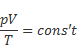 pV/T = cons't